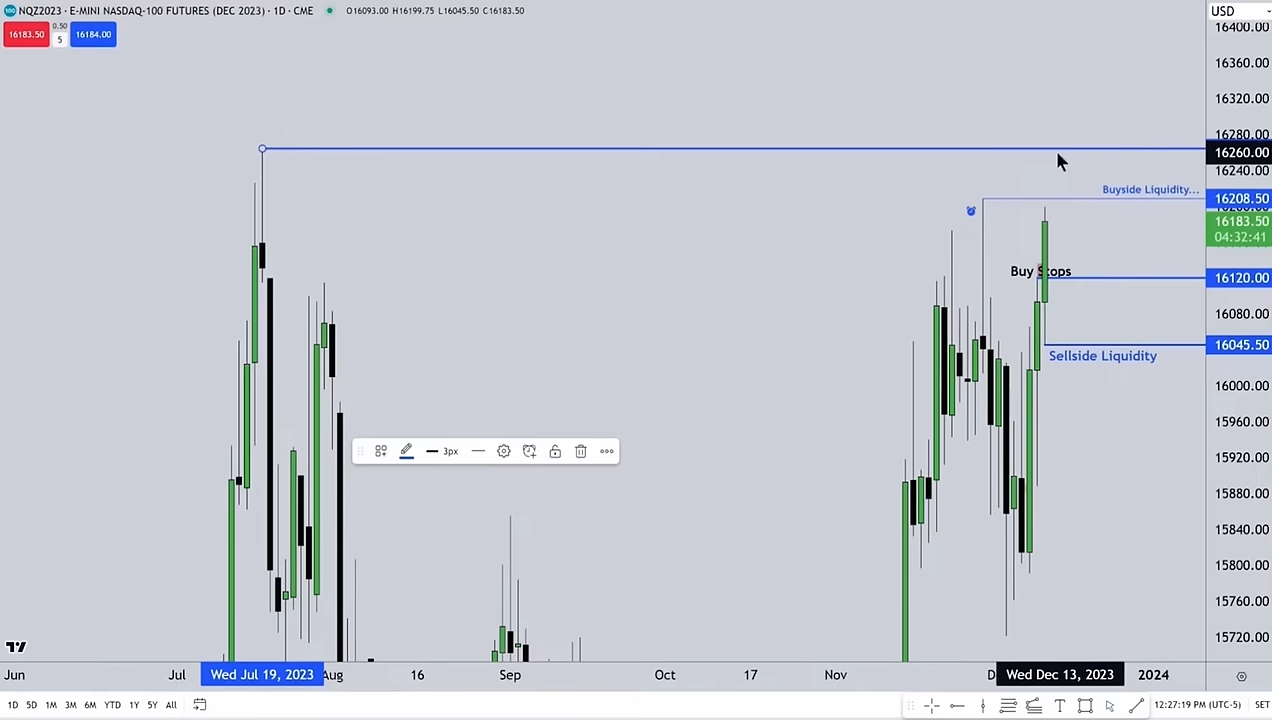 100 NQZ2023 · E-MINI NASDAQ-100 FUTURES (DEC 2023) · 1D · CME O16093.00 H16199.75 L16045.50 C16183.50
USD
16183.50 0.50 5 16184.00
16400.00
16360.00
16320.00
16280.00
16260.00
16240.00
Buyside Liquidity...
16208.50
16183.50
04:32:41
Buy Stops
16120.00
16080.00
16045.50
Sellside Liquidity
16000.00
15960.00
15920.00
3px
15880.00
15840.00
15800.00
15760.00
15720.00
Jun Jul Wed Jul 19, 2023 Aug 16 Sep Oct 17 Nov D Wed Dec 13, 2023 2024
1D 5D 1M 3M 6M YTD 1Y 5Y All 12:27:19 PM (UTC-5) SET